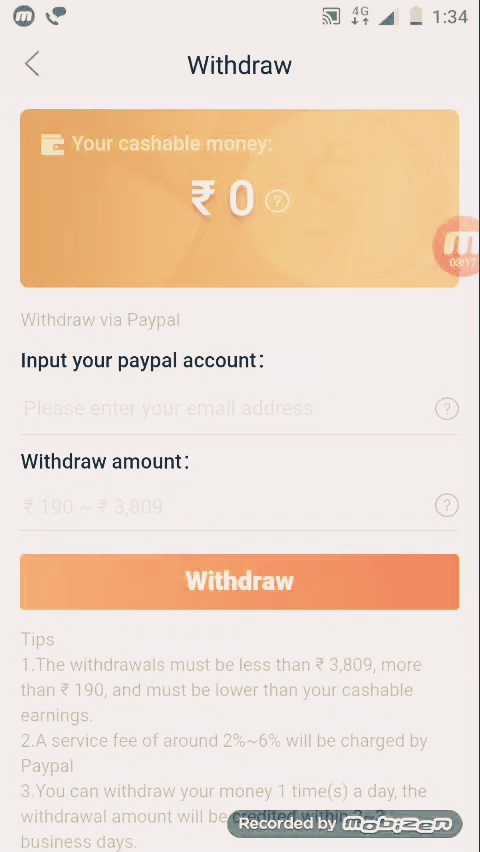 4G 1:34
Withdraw
Your cashable money:
₹ 0 ?
03:17
Withdraw via Paypal
Input your paypal account:
Please enter your email address
?
Withdraw amount:
₹ 190 ~ ₹ 3,809
?
Withdraw
Tips
1.The withdrawals must be less than ₹ 3,809, more
than ₹ 190, and must be lower than your cashable
earnings.
2.A service fee of around 2%~6% will be charged by
Paypal
3.You can withdraw your money 1 time(s) a day, the
withdrawal amount will be credited within
Recorded by mobizen
business days.